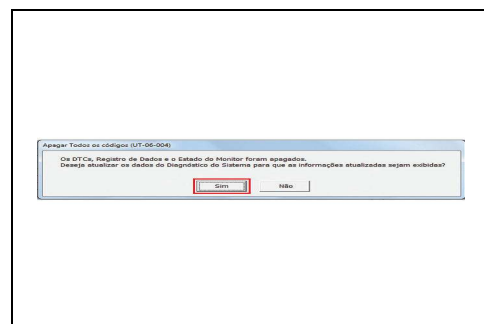 Apagar Todos os códigos (UT-06-004)
Os DTCs, Registro de Dados e o Estado do Monitor foram apagados.
Deseja atualizar os dados do Diagnóstico do Sistema para que as informações atualizadas sejam exibidas?
Sim
Não